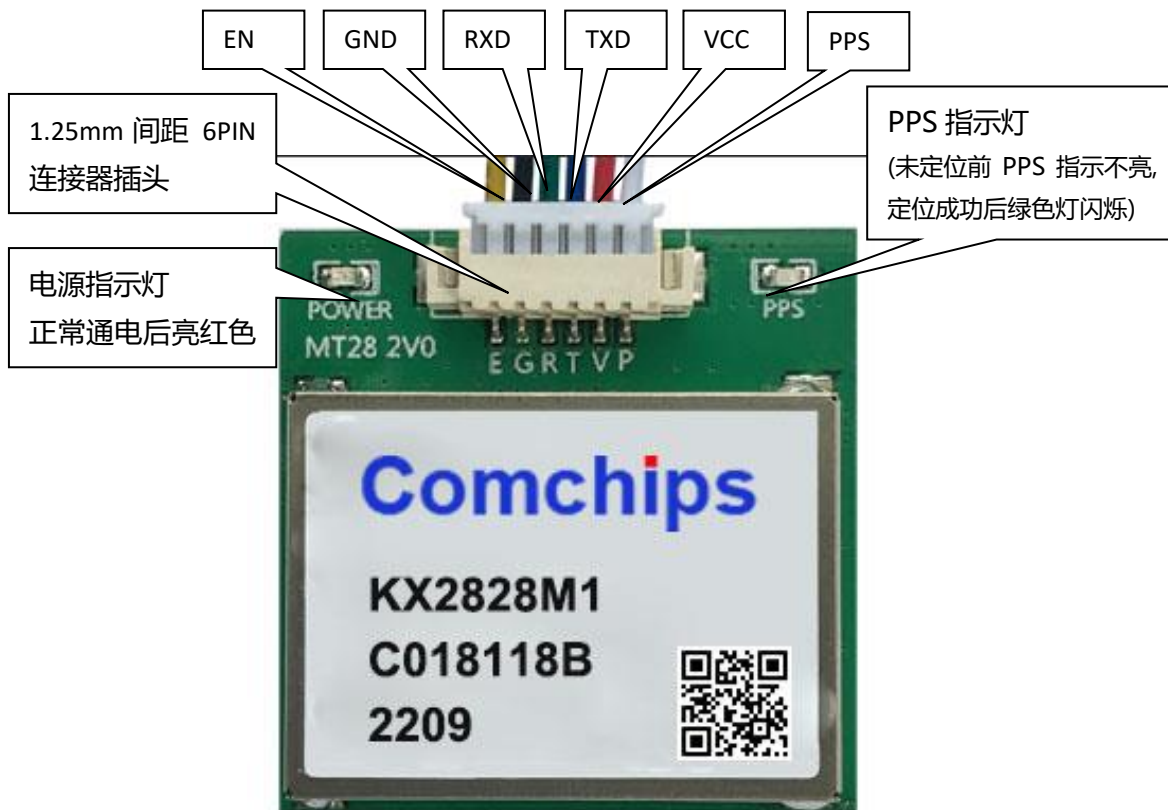 EN
GND
RXD
TXD
VCC
PPS
1.25mm 间距 6PIN
连接器插头
PPS 指示灯
(未定位前 PPS 指示不亮,
定位成功后绿色灯闪烁)
电源指示灯
正常通电后亮红色
POWER
PPS
MT28 2V0
E G R T V P
Comchips
KX2828M1
C018118B
2209